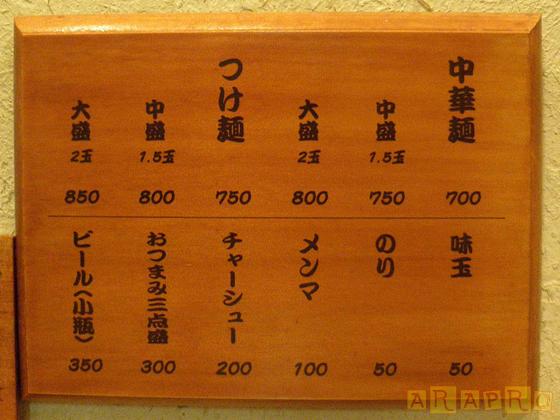 中華麺 700
中盛 1.5玉 750
大盛 2玉 800
つけ麺 750
中盛 1.5玉 800
大盛 2玉 850
味玉 50
のり 50
メンマ 100
チャーシュー 200
おつまみ三点盛 300
ビール(小瓶) 350
ARAPRO